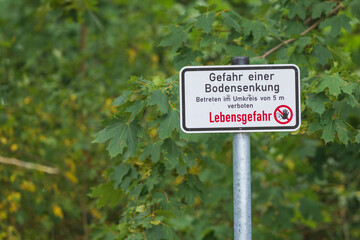 Gefahr einer
Bodensenkung
Betreten im Umkreis von 5 m
verboten
Lebensgefahr